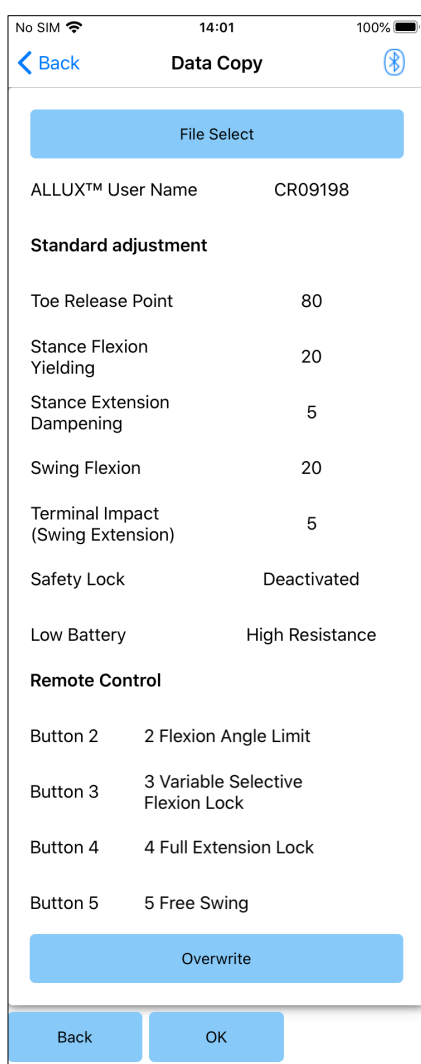 No SIM 14:01 100%
Back Data Copy
File Select
ALLUX™ User Name CR09198
Standard adjustment
Toe Release Point 80
Stance Flexion
Yielding 20
Stance Extension
Dampening 5
Swing Flexion 20
Terminal Impact
(Swing Extension) 5
Safety Lock Deactivated
Low Battery High Resistance
Remote Control
Button 2 2 Flexion Angle Limit
Button 3 3 Variable Selective
Flexion Lock
Button 4 4 Full Extension Lock
Button 5 5 Free Swing
Overwrite
Back OK